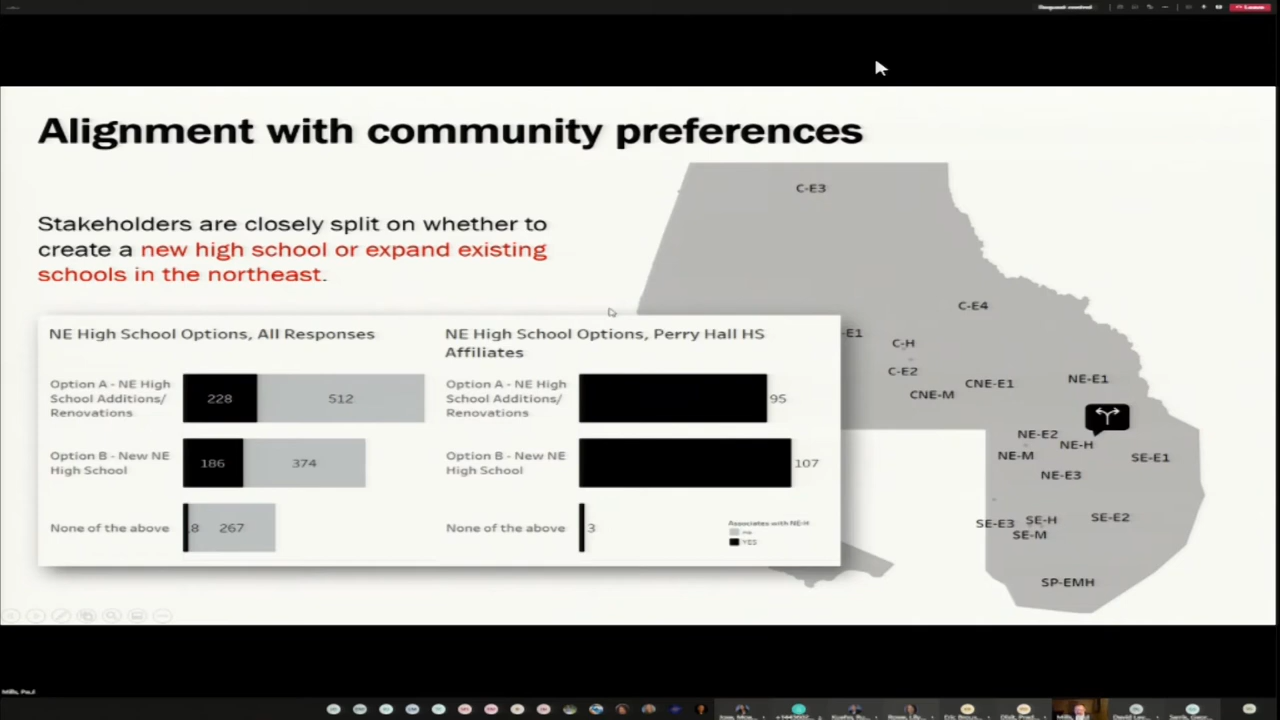 Request control
Leave
Alignment with community preferences
Stakeholders are closely split on whether to
create a new high school or expand existing
schools in the northeast.
NE High School Options, All Responses
Option A - NE High
School Additions/
Renovations
228
512
Option B - New NE
High School
186
374
None of the above
8
267
NE High School Options, Perry Hall HS
Affiliates
Option A - NE High
School Additions/
Renovations
95
Option B - New NE
High School
107
None of the above
3
Associates with NE-H
no
YES
C-E3
C-E4
E1
C-H
C-E2
CNE-E1
CNE-M
NE-E1
NE-E2
NE-H
NE-M
SE-E1
NE-E3
SE-E3
SE-H
SE-E2
SE-M
SP-EMH
Mills, Paul